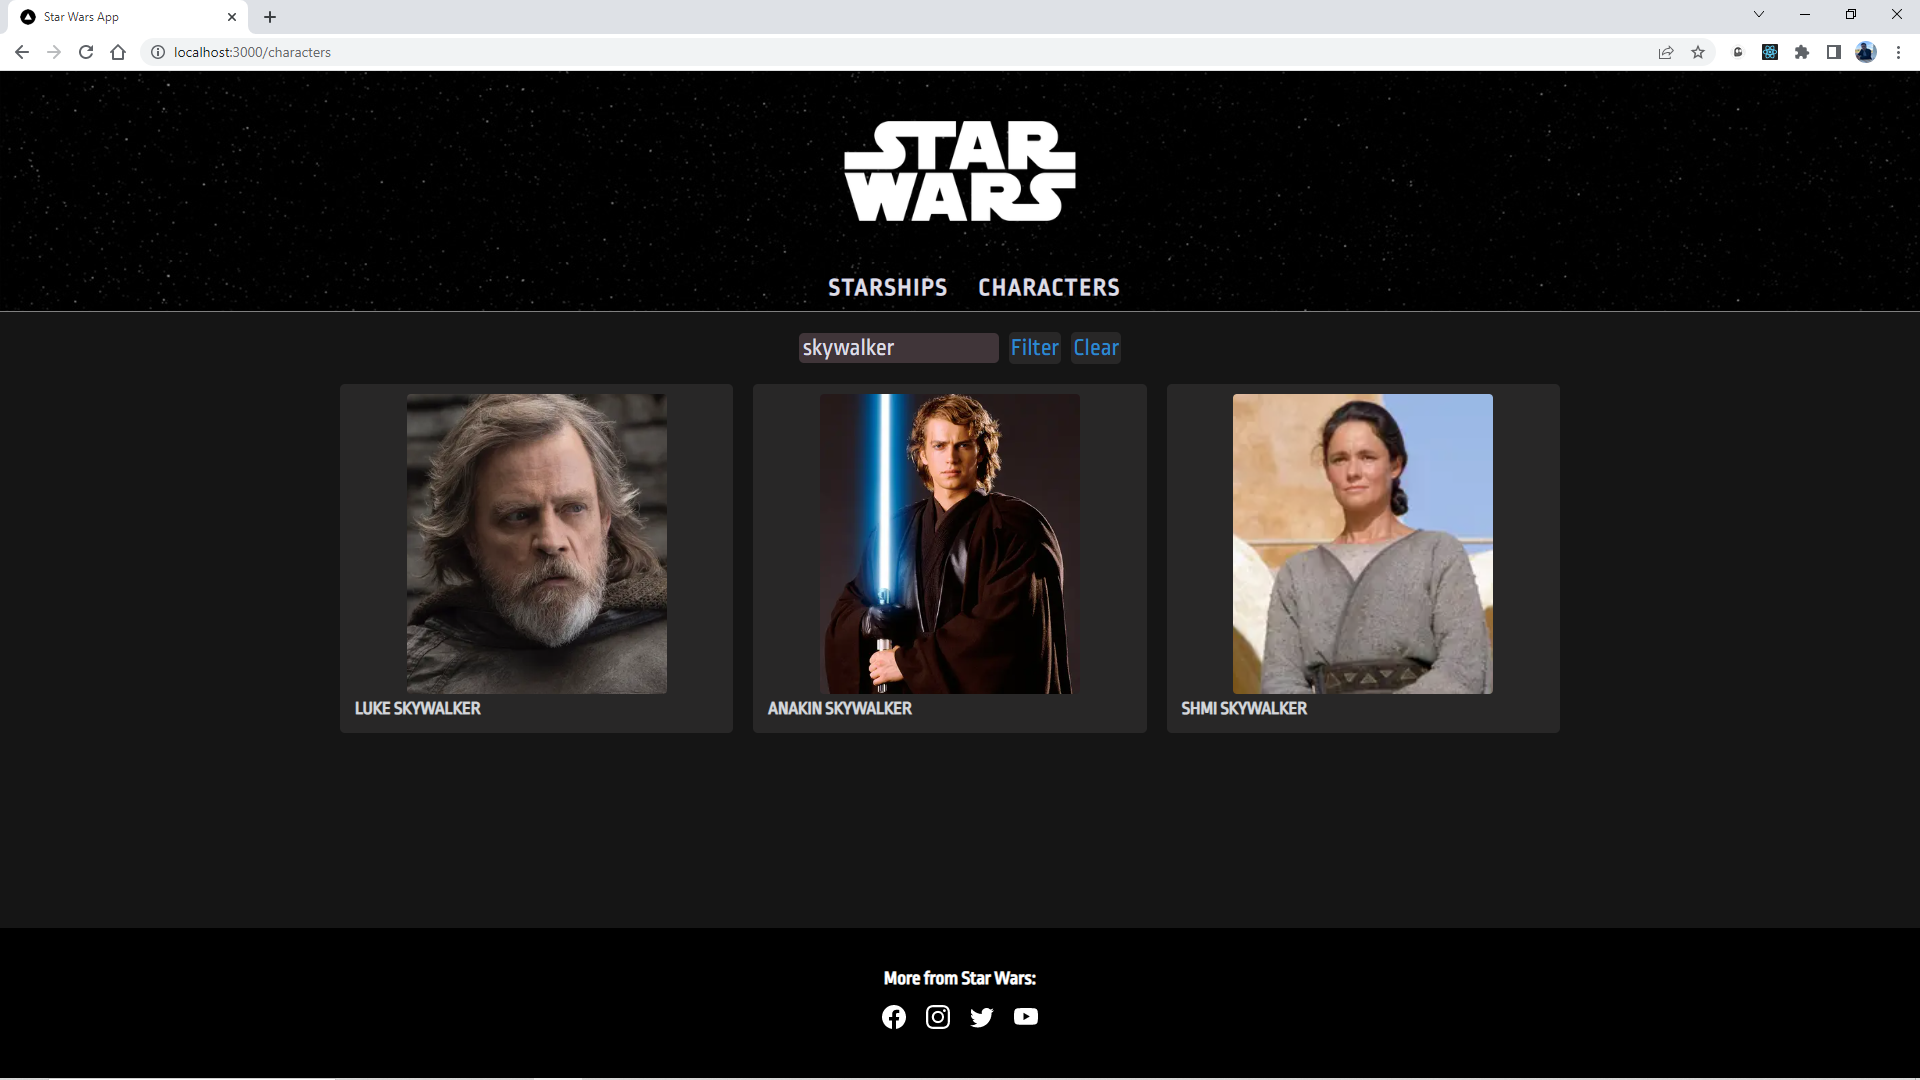 Star Wars App
localhost:3000/characters
STAR
WARS
STARSHIPS CHARACTERS
skywalker Filter Clear
LUKE SKYWALKER ANAKIN SKYWALKER SHMI SKYWALKER
More from Star Wars: